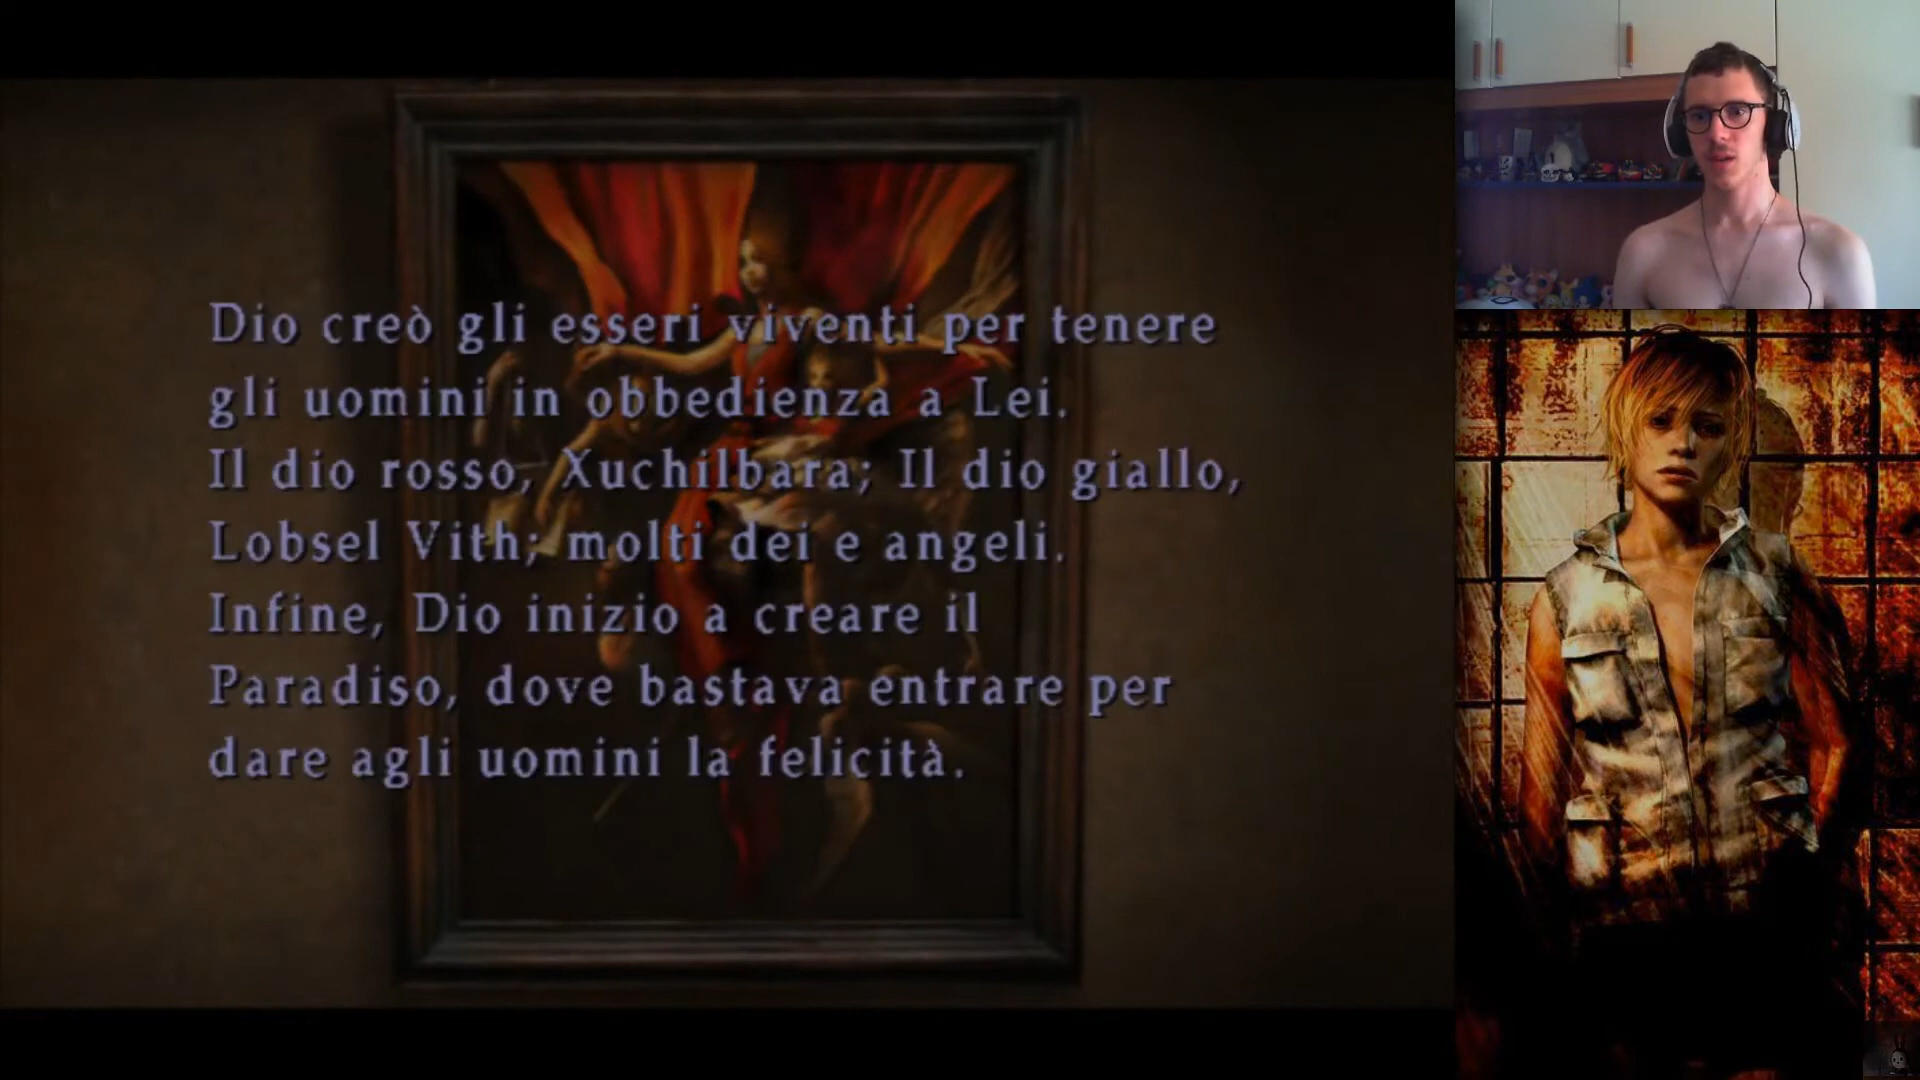 Dio creò gli esseri viventi per tenere
gli uomini in obbedienza a Lei.
Il dio rosso, Xuchilbara; Il dio giallo,
Lobsel Vith; molti dei e angeli.
Infine, Dio inizio a creare il
Paradiso, dove bastava entrare per
dare agli uomini la felicità.